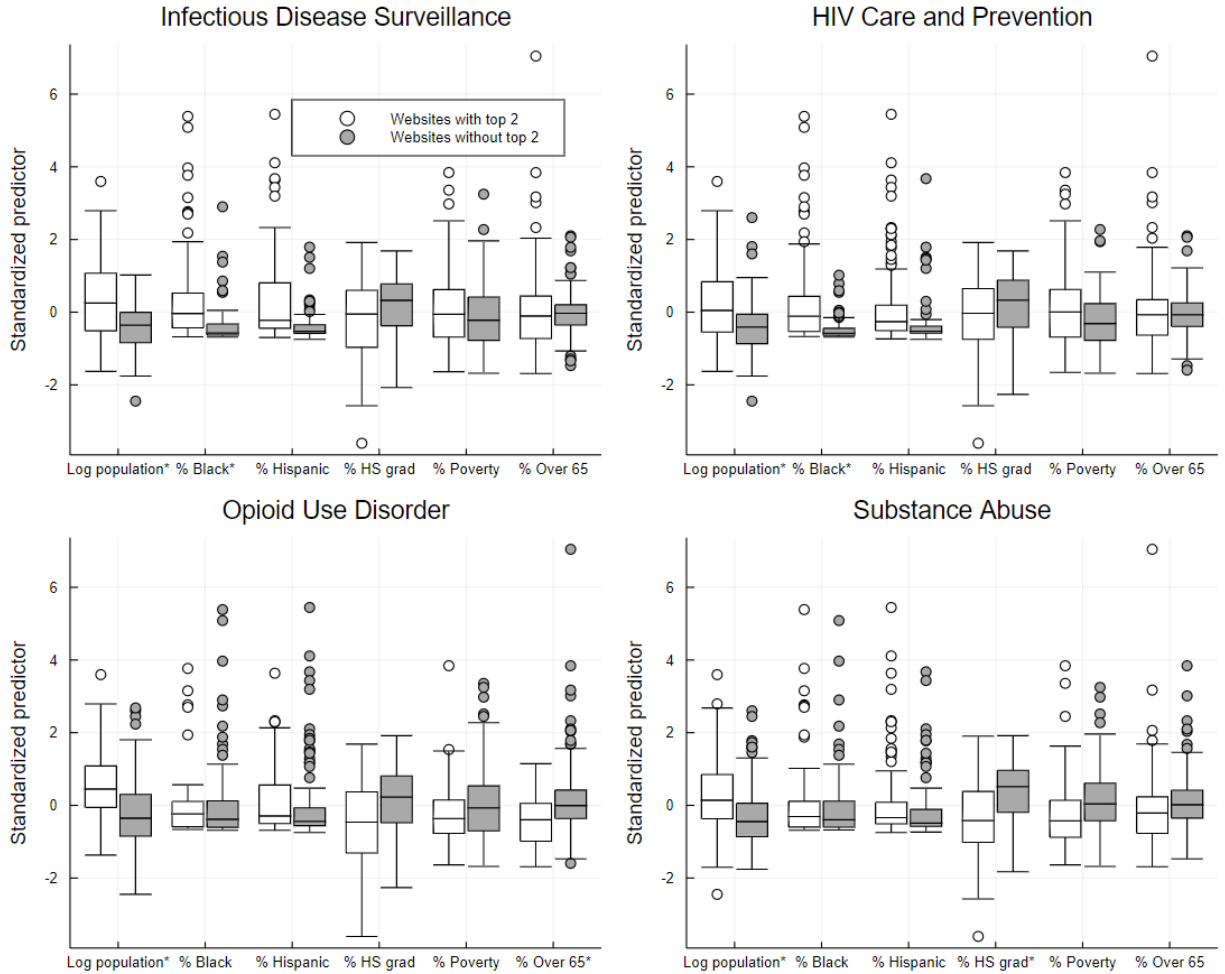 Infectious Disease Surveillance
HIV Care and Prevention
Standardized predictor
6
4
2
0
-2
Websites with top 2
Websites without top 2
Log population* % Black* % Hispanic % HS grad % Poverty % Over 65
Standardized predictor
6
4
2
0
-2
Log population* % Black* % Hispanic % HS grad % Poverty % Over 65
Opioid Use Disorder
Substance Abuse
Standardized predictor
6
4
2
0
-2
Log population* % Black % Hispanic % HS grad % Poverty % Over 65*
Standardized predictor
6
4
2
0
-2
Log population* % Black % Hispanic % HS grad* % Poverty % Over 65